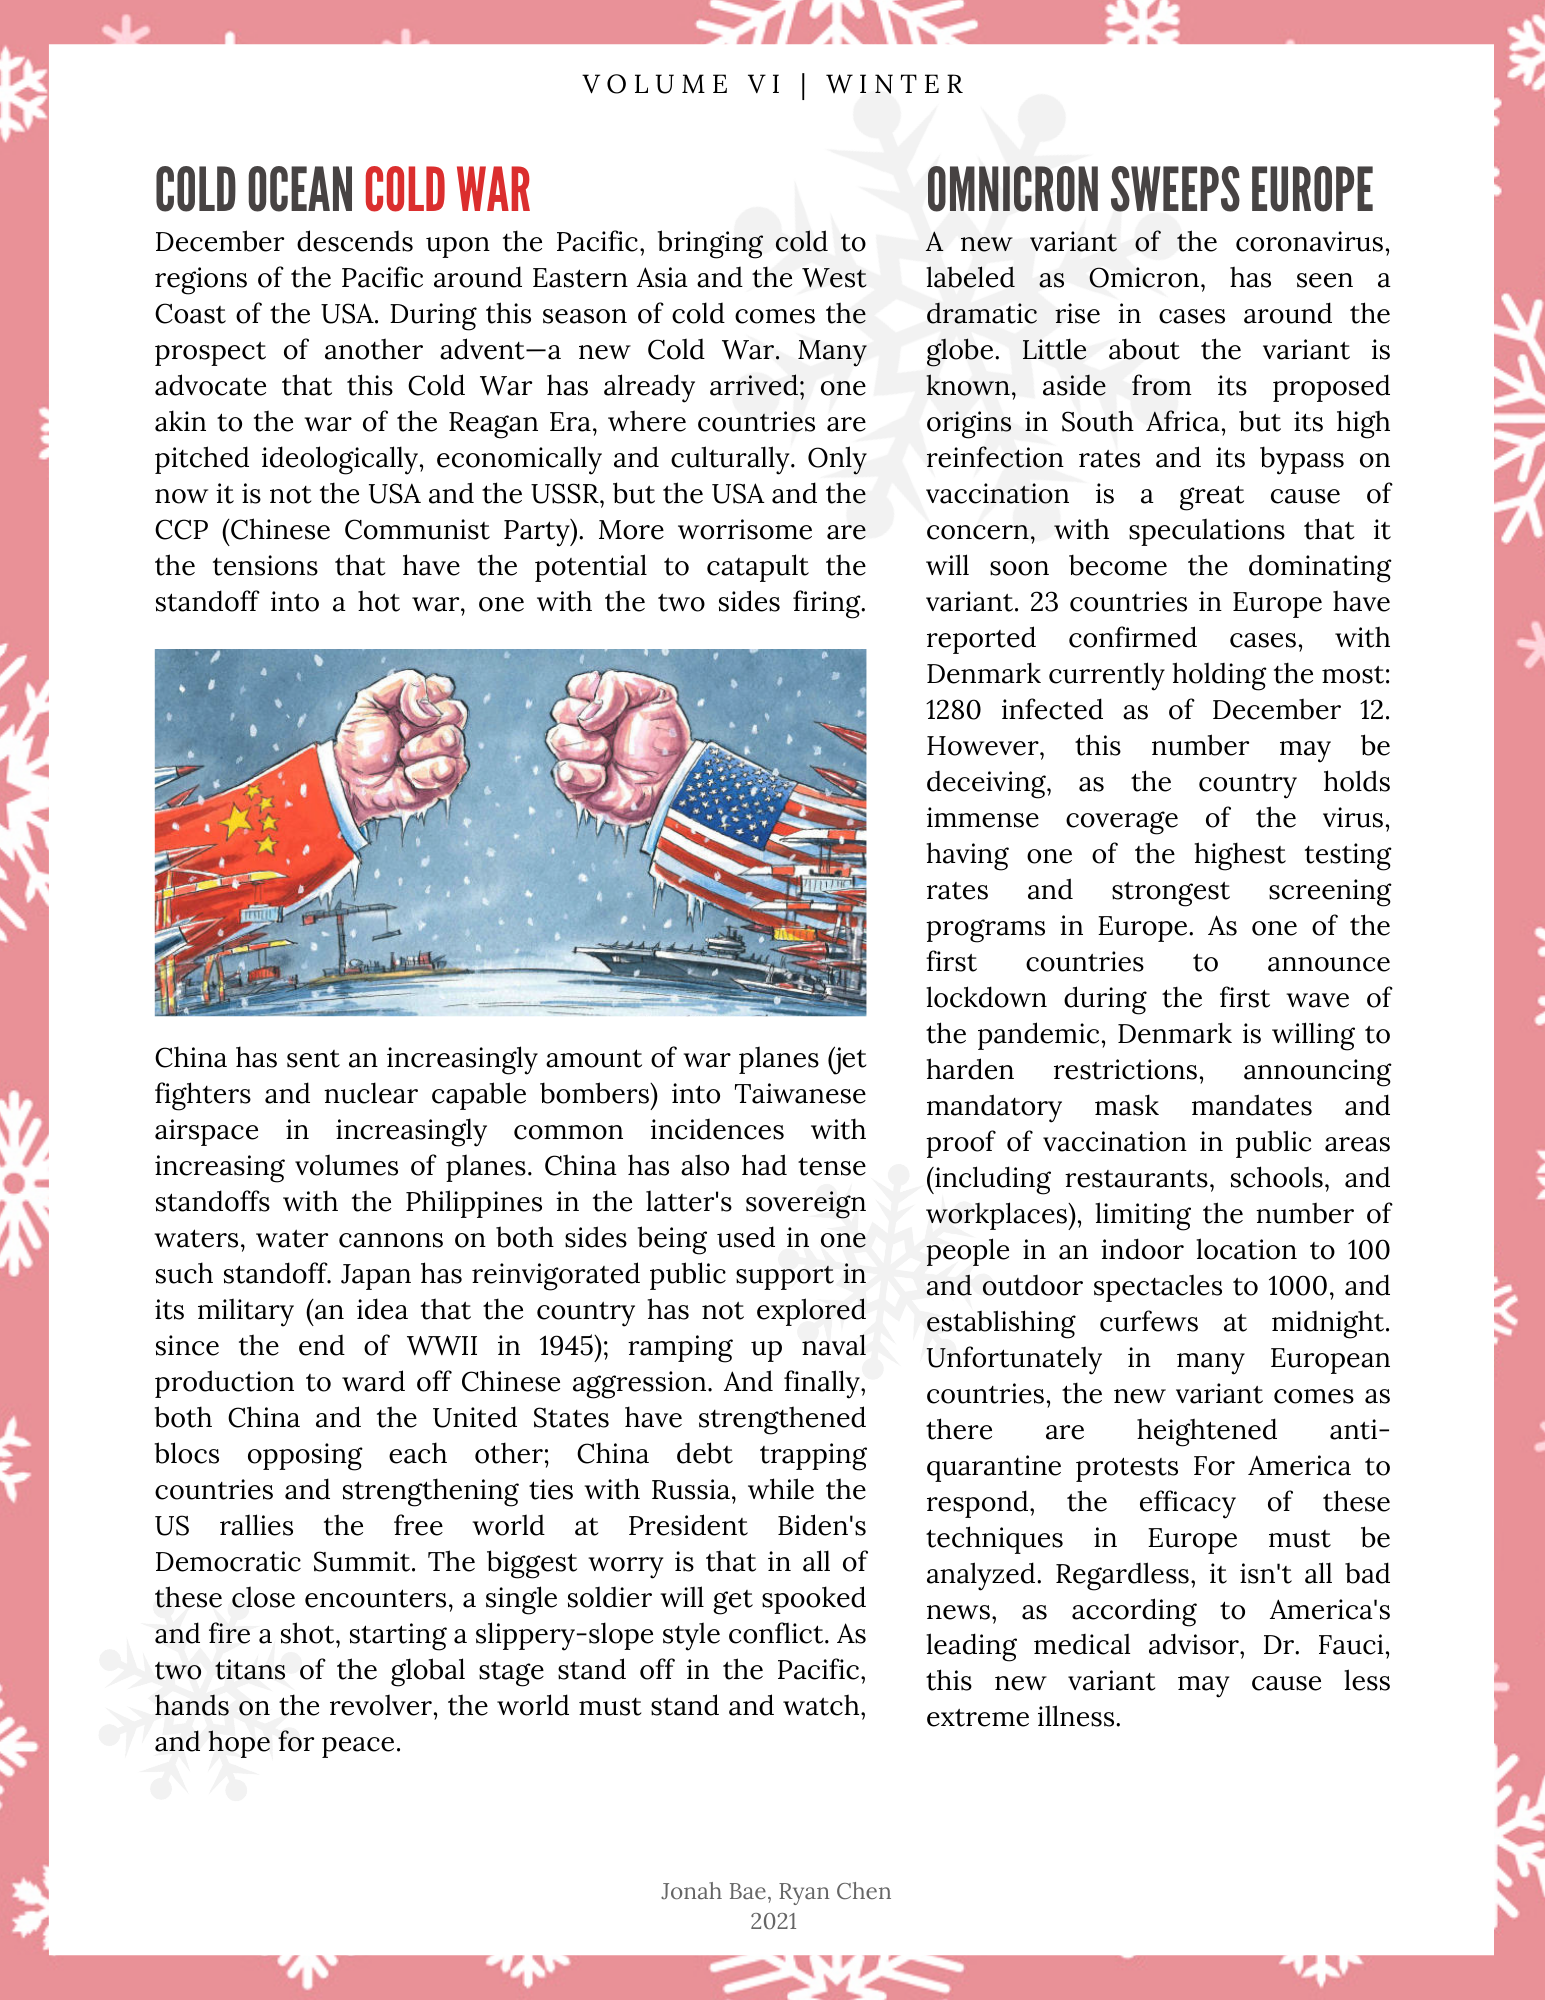 VOLUME VI | WINTER
COLD OCEAN COLD WAR
December descends upon the Pacific, bringing cold to
regions of the Pacific around Eastern Asia and the West
Coast of the USA. During this season of cold comes the
prospect of another advent—a new Cold War. Many
advocate that this Cold War has already arrived; one
akin to the war of the Reagan Era, where countries are
pitched ideologically, economically and culturally. Only
now it is not the USA and the USSR, but the USA and the
CCP (Chinese Communist Party). More worrisome are
the tensions that have the potential to catapult the
standoff into a hot war, one with the two sides firing.
China has sent an increasingly amount of war planes (jet
fighters and nuclear capable bombers) into Taiwanese
airspace in increasingly common incidences with
increasing volumes of planes. China has also had tense
standoffs with the Philippines in the latter's sovereign
waters, water cannons on both sides being used in one
such standoff. Japan has reinvigorated public support in
its military (an idea that the country has not explored
since the end of WWII in 1945); ramping up naval
production to ward off Chinese aggression. And finally,
both China and the United States have strengthened
blocs opposing each other; China debt trapping
countries and strengthening ties with Russia, while the
US rallies the free world at President Biden's
Democratic Summit. The biggest worry is that in all of
these close encounters, a single soldier will get spooked
and fire a shot, starting a slippery-slope style conflict. As
two titans of the global stage stand off in the Pacific,
hands on the revolver, the world must stand and watch,
and hope for peace.
OMNICRON SWEEPS EUROPE
A new variant of the coronavirus,
labeled as Omicron, has seen a
dramatic rise in cases around the
globe. Little about the variant is
known, aside from its proposed
origins in South Africa, but its high
reinfection rates and its bypass on
vaccination is a great cause of
concern, with speculations that it
will soon become the dominating
variant. 23 countries in Europe have
reported confirmed cases, with
Denmark currently holding the most:
1280 infected as of December 12.
However, this number may be
deceiving, as the country holds
immense coverage of the virus,
having one of the highest testing
rates and strongest screening
programs in Europe. As one of the
first countries to announce
lockdown during the first wave of
the pandemic, Denmark is willing to
harden restrictions, announcing
mandatory mask mandates and
proof of vaccination in public areas
(including restaurants, schools, and
workplaces), limiting the number of
people in an indoor location to 100
and outdoor spectacles to 1000, and
establishing curfews at midnight.
Unfortunately in many European
countries, the new variant comes as
there are heightened anti-
quarantine protests For America to
respond, the efficacy of these
techniques in Europe must be
analyzed. Regardless, it isn't all bad
news, as according to America's
leading medical advisor, Dr. Fauci,
this new variant may cause less
extreme illness.
Jonah Bae, Ryan Chen
2021